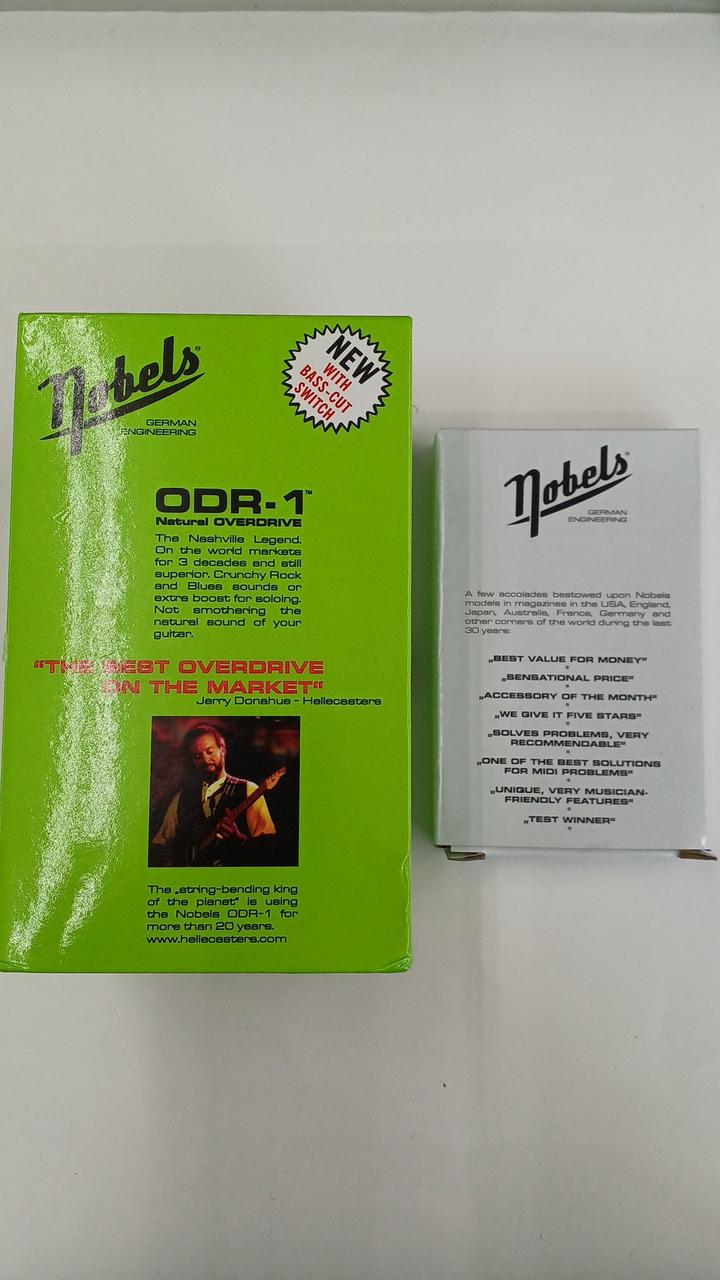 Nobels
GERMAN
ENGINEERING
NEW
WITH
BASS-CUT
SWITCH
ODR-1™
Natural OVERDRIVE
The Nashville Legend.
On the world markets
for 3 decades and still
superior. Crunchy Rock
and Blues sounds or
extra boost for soloing.
Not smothering the
natural sound of your
guitar.
“THE BEST OVERDRIVE
ON THE MARKET“
Jerry Donahue - Hellecasters
The „string-bending king
of the planet“ is using
the Nobels ODR-1 for
more than 20 years.
www.hellecasters.com
Nobels
GERMAN
ENGINEERING
A few accolades bestowed upon Nobels
models in magazines in the USA, England,
Japan, Australia, France, Germany and
other corners of the world during the last
30 years:
„BEST VALUE FOR MONEY“
„SENSATIONAL PRICE“
„ACCESSORY OF THE MONTH“
„WE GIVE IT FIVE STARS“
„SOLVES PROBLEMS, VERY
RECOMMENDABLE“
„ONE OF THE BEST SOLUTIONS
FOR MIDI PROBLEMS“
„UNIQUE, VERY MUSICIAN-
FRIENDLY FEATURES“
„TEST WINNER“